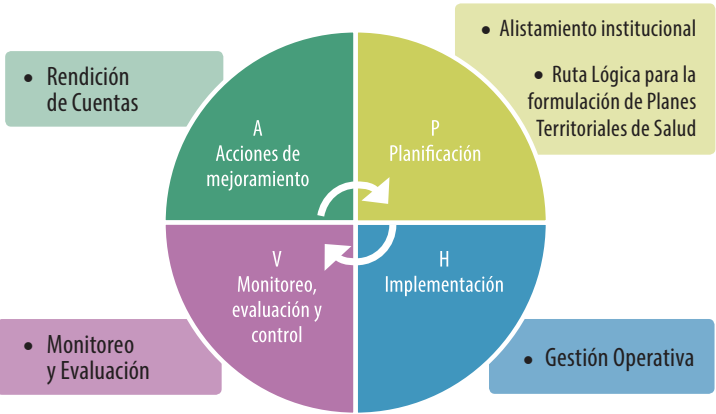 • Rendición
de Cuentas
A
Acciones de
mejoramiento
P
Planificación
• Alistamiento institucional
• Ruta Lógica para la
formulación de Planes
Territoriales de Salud
V
Monitoreo,
evaluación y
control
H
Implementación
• Monitoreo
y Evaluación
• Gestión Operativa